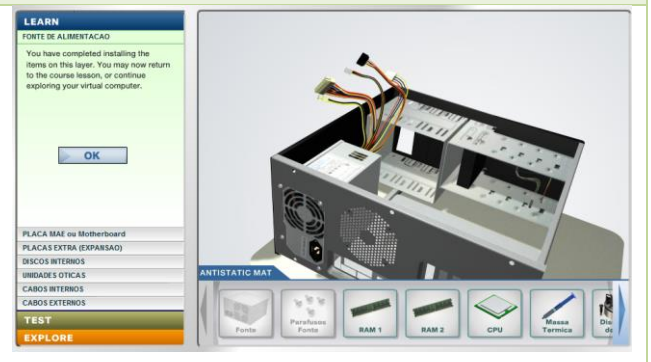 LEARN
FONTE DE ALIMENTACAO
You have completed installing the
items on this layer. You may now return
to the course lesson, or continue
exploring your virtual computer.
OK
PLACA MAE ou Motherboard
PLACAS EXTRA (EXPANSAO)
DISCOS INTERNOS
UNIDADES OTICAS
CABOS INTERNOS
CABOS EXTERNOS
TEST
EXPLORE
ANTISTATIC MAT
Fonte
Parafusos
Fonte
RAM 1
RAM 2
CPU
Massa
Termica